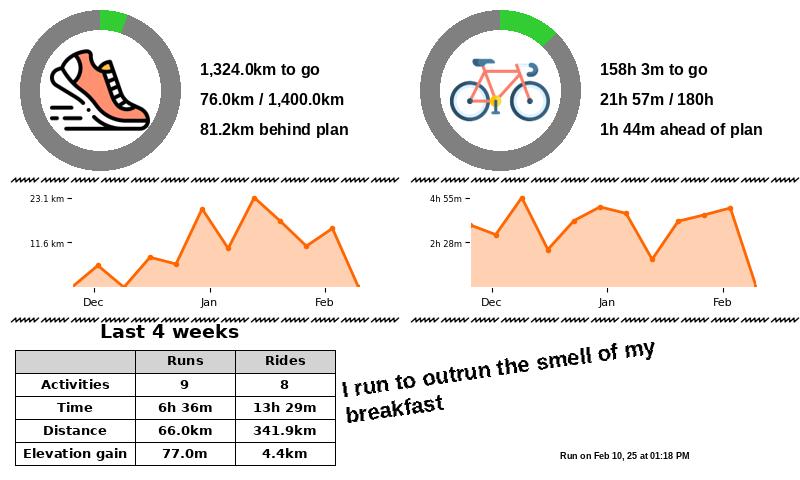 1,324.0km to go
76.0km / 1,400.0km
81.2km behind plan
158h 3m to go
21h 57m / 180h
1h 44m ahead of plan
23.1 km
11.6 km
Dec Jan Feb
4h 55m
2h 28m
Dec Jan Feb
Last 4 weeks
Runs Rides
Activities 9 8
Time 6h 36m 13h 29m
Distance 66.0km 341.9km
Elevation gain 77.0m 4.4km
I run to outrun the smell of my
breakfast
Run on Feb 10, 25 at 01:18 PM